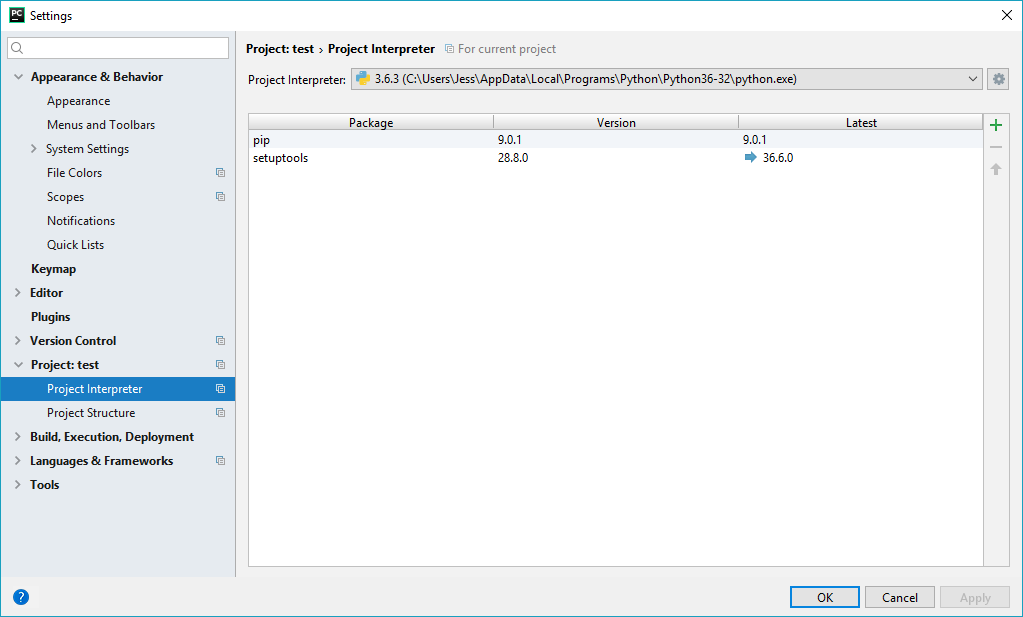 PC Settings
Appearance & Behavior
Appearance
Menus and Toolbars
System Settings
File Colors
Scopes
Notifications
Quick Lists
Keymap
Editor
Plugins
Version Control
Project: test
Project Interpreter
Project Structure
Build, Execution, Deployment
Languages & Frameworks
Tools
Project: test › Project Interpreter For current project
Project Interpreter: 3.6.3 (C:\Users\Jess\AppData\Local\Programs\Python\Python36-32\python.exe)
Package Version Latest
pip 9.0.1 9.0.1
setuptools 28.8.0 36.6.0
? OK Cancel Apply